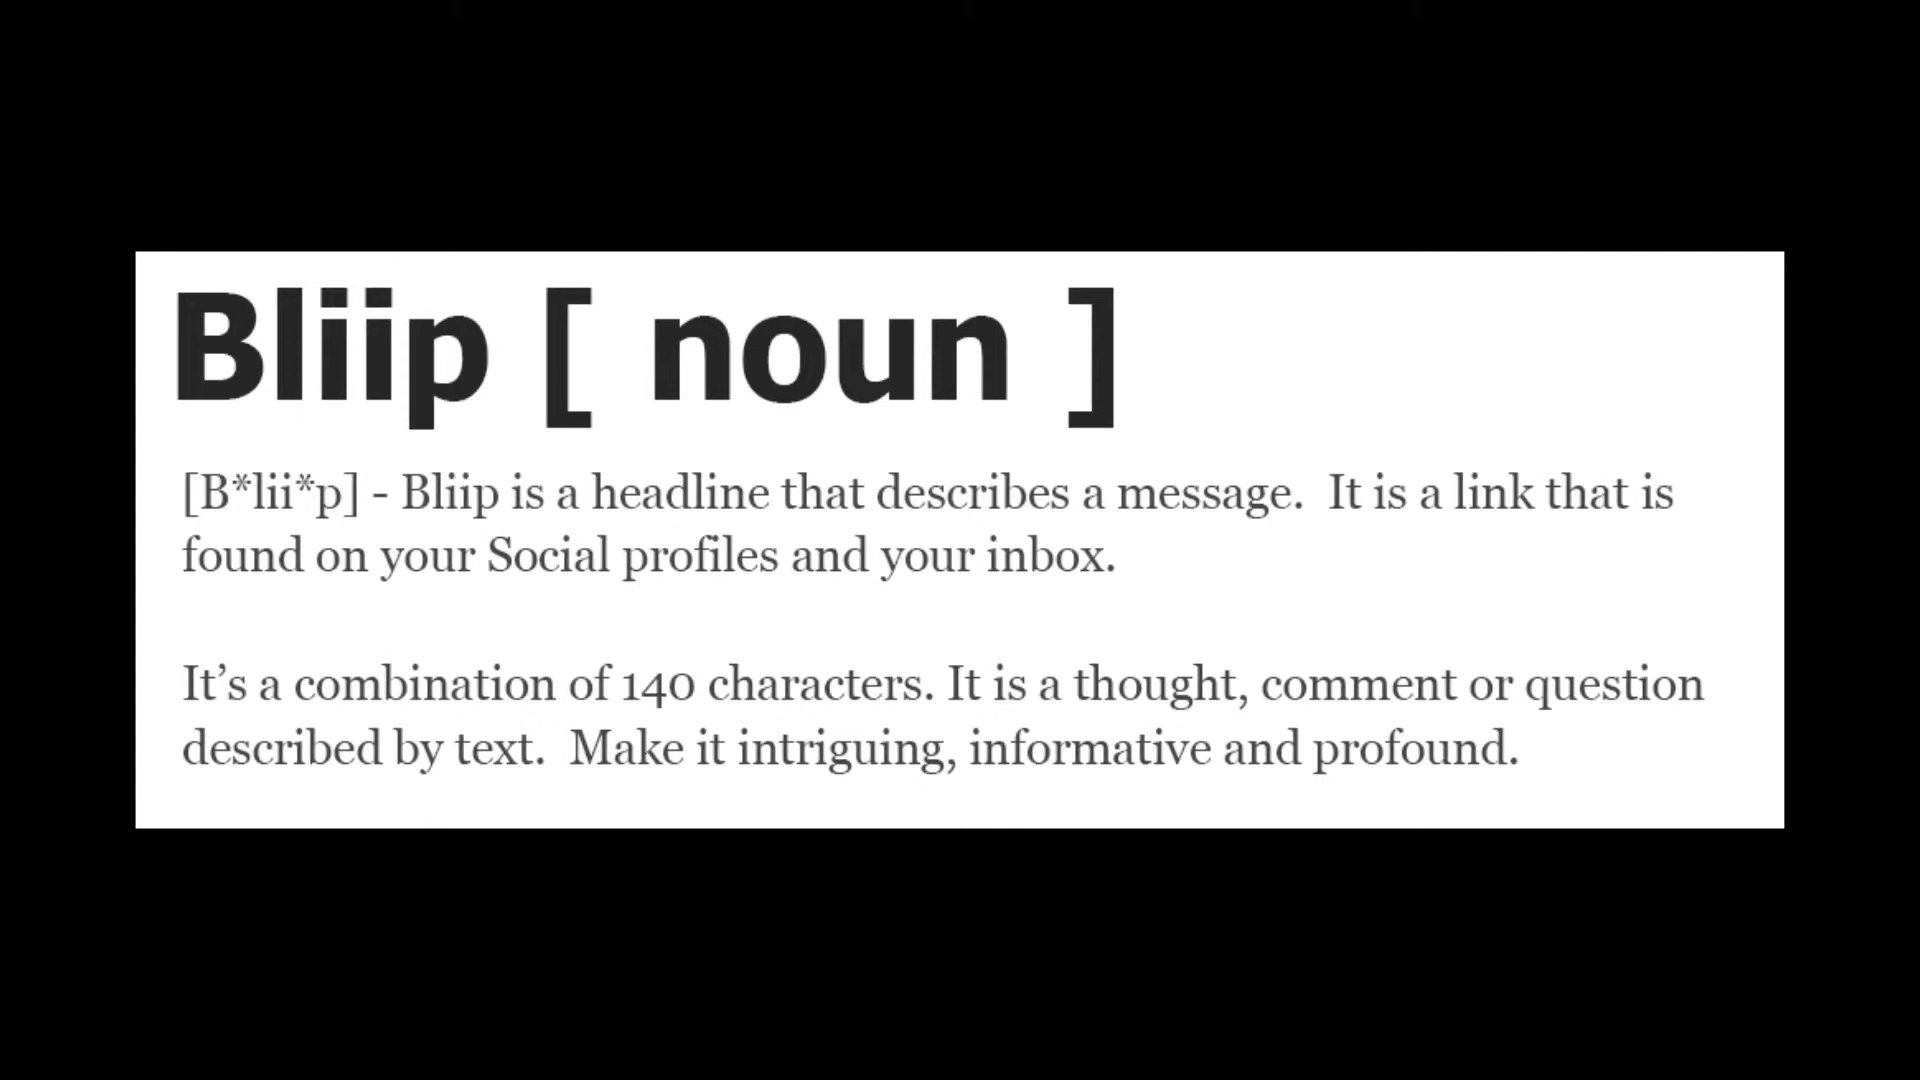 Bliip [ noun ]
[B*lii*p] - Bliip is a headline that describes a message.  It is a link that is
found on your Social profiles and your inbox.
It’s a combination of 140 characters. It is a thought, comment or question
described by text.  Make it intriguing, informative and profound.